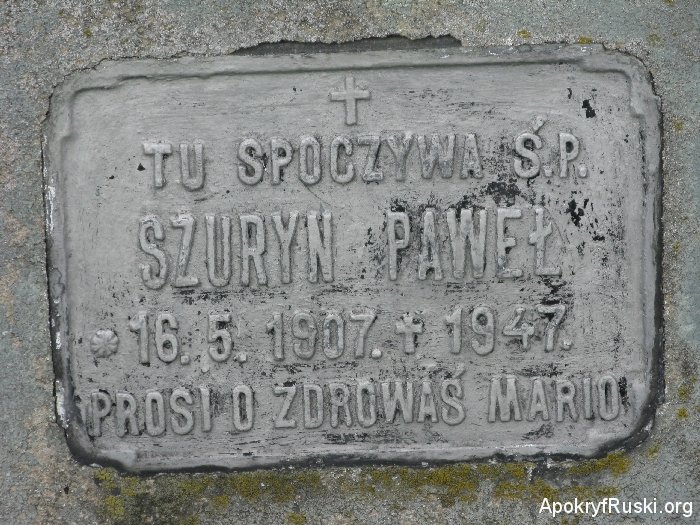 TU SPOCZYWA Ś.P.
SZURYN PAWEŁ
* 16. 5. 1907. ✝ 1947.
PROSI O ZDROWAŚ MARIO
ApokryfRuski.org